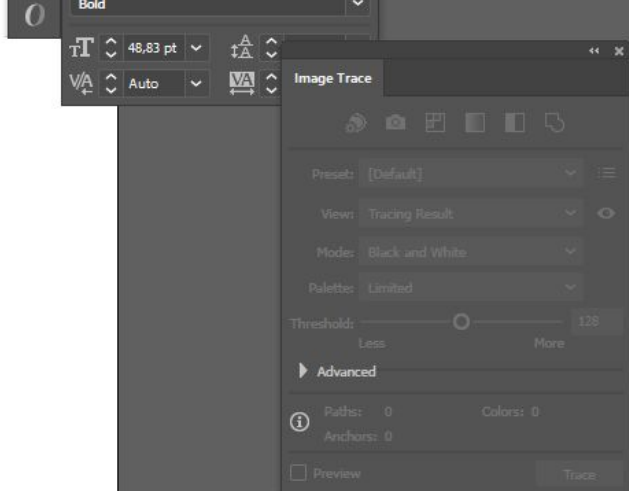 O
Bold
48,83 pt
Auto
Image Trace
Preset: [Default]
View: Tracing Result
Mode: Black and White
Palette: Limited
Threshold: 128
Less More
Advanced
Paths: 0 Colors: 0
Anchors: 0
Preview Trace